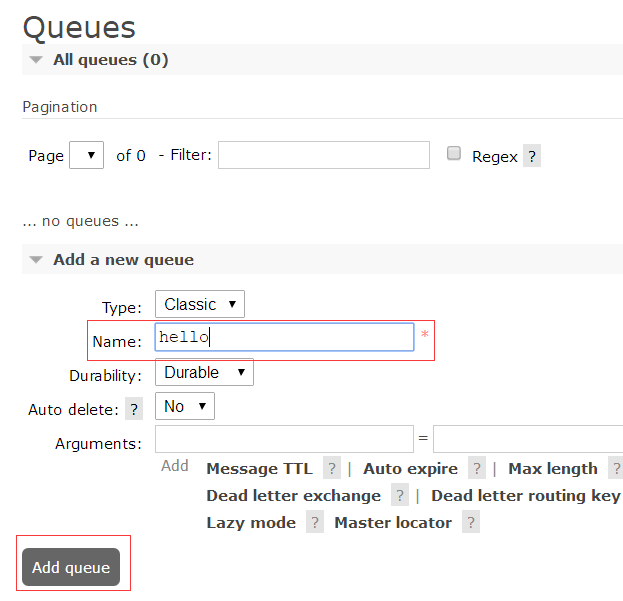 Queues
All queues (0)
Pagination
Page of 0 - Filter: Regex ?
... no queues ...
Add a new queue
Type: Classic
Name: hello *
Durability: Durable
Auto delete: ? No
Arguments: =
Add Message TTL ? | Auto expire ? | Max length ?
Dead letter exchange ? | Dead letter routing key
Lazy mode ? Master locator ?
Add queue